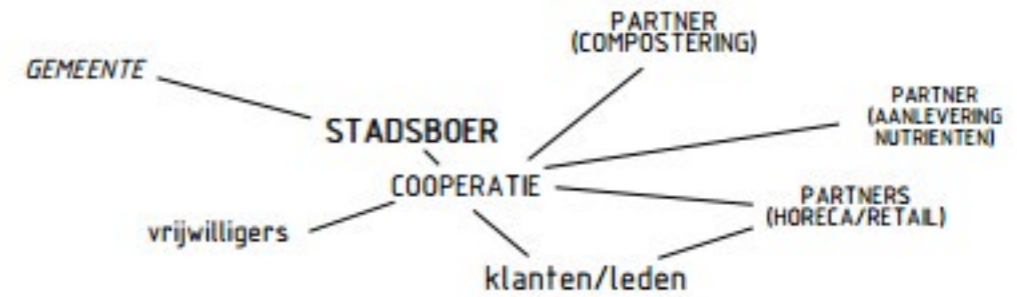 PARTNER
(COMPOSTERING)
GEMEENTE
PARTNER
(AANLEVERING
NUTRIENTEN)
STADSBOER
COOPERATIE
PARTNERS
(HORECA/RETAIL)
vrijwilligers
klanten/leden